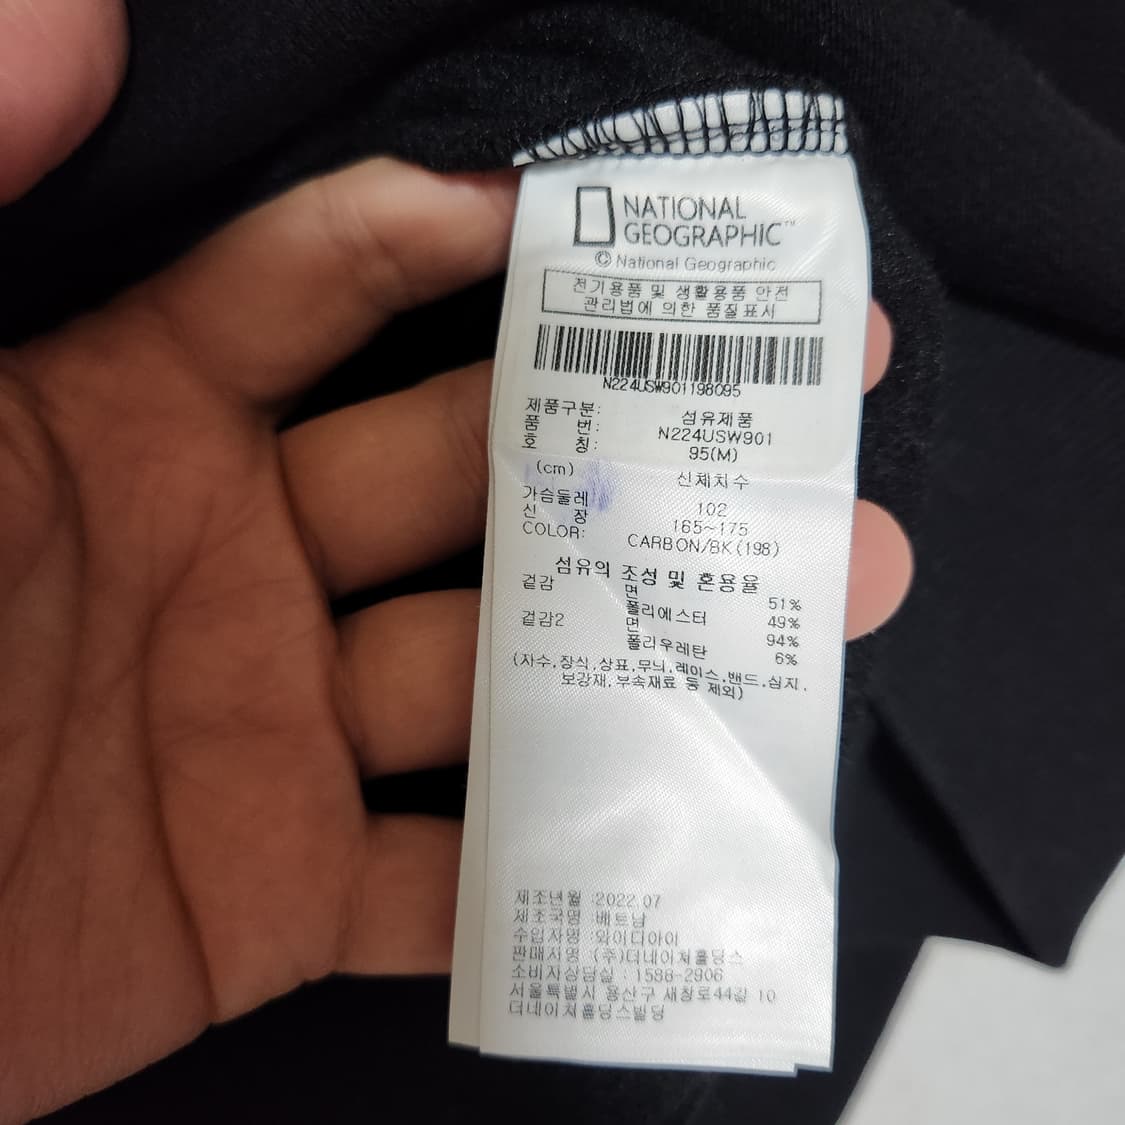 NATIONAL
GEOGRAPHIC™
© National Geographic
전기용품 및 생활용품 안전
관리법에 의한 품질표시
N224USW901198095
제품구분: 섬유제품
품 번: N224USW901
호 칭: 95(M)
(cm) 신체치수
가슴둘레 102
신 장 165~175
COLOR: CARBON/BK(198)
섬유의 조성 및 혼용율
겉감 면 51%
폴리에스터 49%
겉감2 면 94%
폴리우레탄 6%
(자수,장식,상표,무늬,레이스,밴드,심지,
보강재,부속재료 등 제외)
제조년월 :2022.07
제조국명 :베트남
수입자명 :와이디아이
판매자명 :(주)더네이쳐홀딩스
소비자상담실 : 1588-2906
서울특별시 용산구 새창로44길 10
더네이쳐홀딩스빌딩